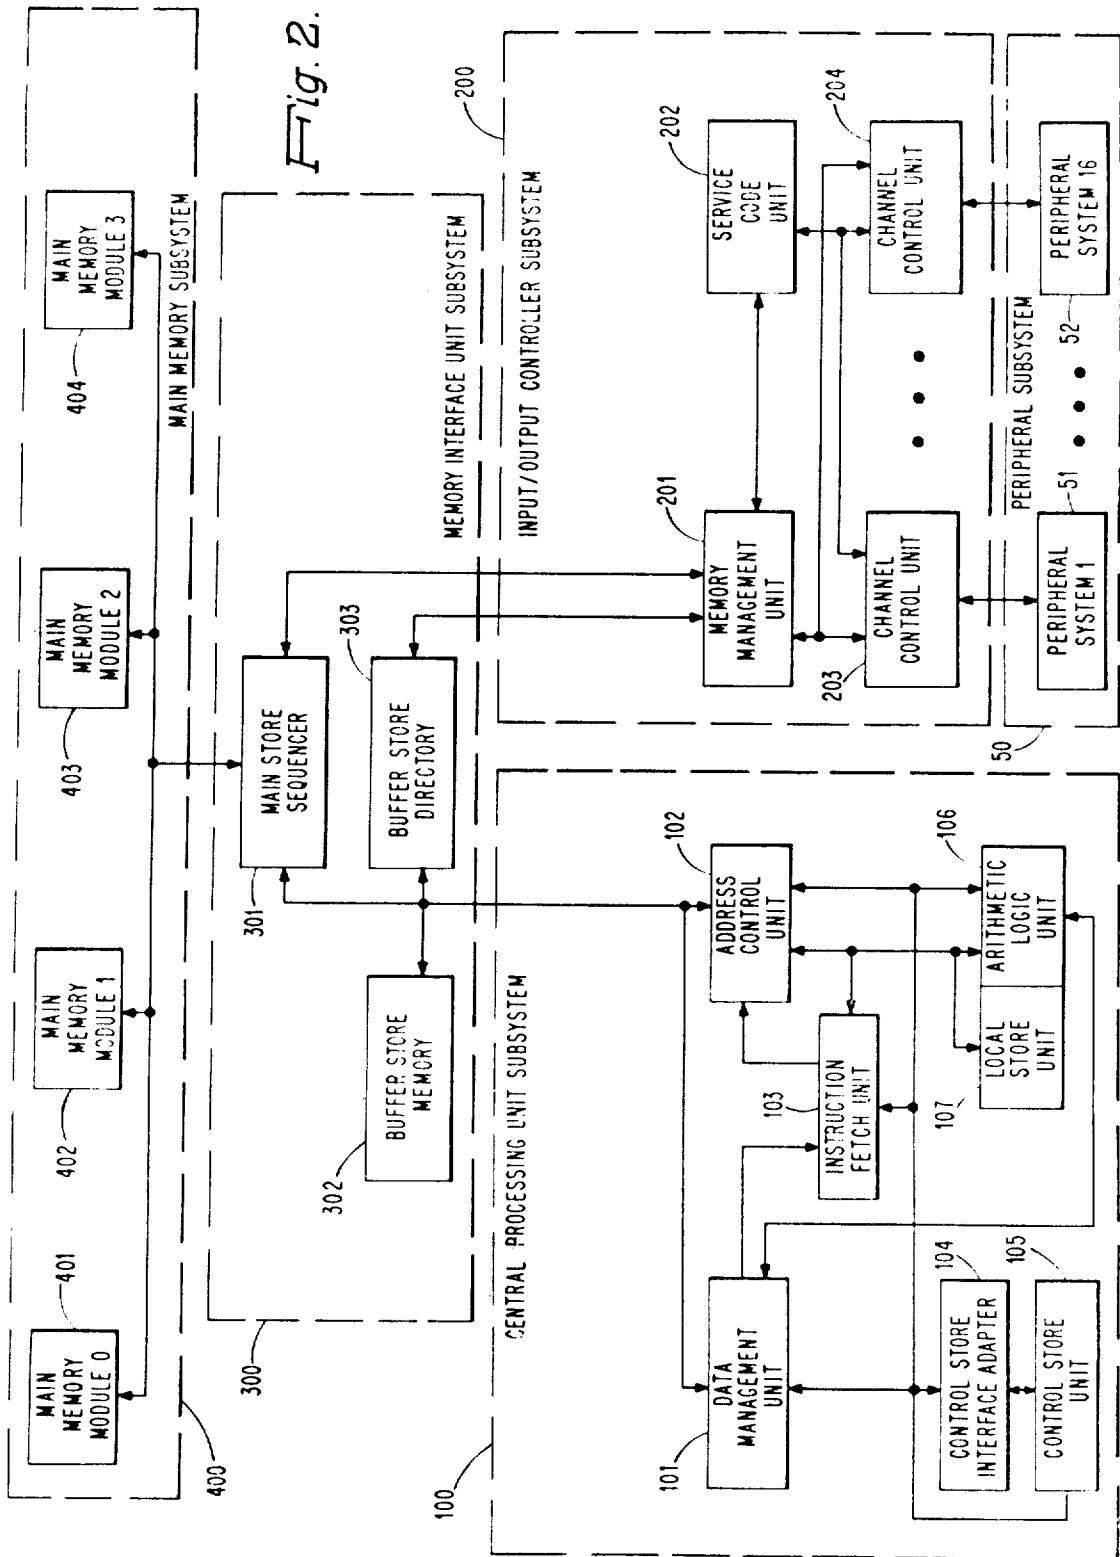 Fig. 2.
MAIN
MEMORY
MODULE 0
401
MAIN
MEMORY
MODULE 1
402
MAIN
MEMORY
MODULE 2
403
MAIN
MEMORY
MODULE 3
404
MAIN MEMORY SUBSYSTEM
400
MAIN STORE
SEQUENCER
301
BUFFER STORE
MEMORY
302
BUFFER STORE
DIRECTORY
303
MEMORY INTERFACE UNIT SUBSYSTEM
300
CENTRAL PROCESSING UNIT SUBSYSTEM
100
DATA
MANAGEMENT
UNIT
101
ADDRESS
CONTROL
UNIT
102
INSTRUCTION
FETCH UNIT
103
CONTROL STORE
INTERFACE ADAPTER
104
CONTROL STORE
UNIT
105
LOCAL
STORE
UNIT
107
ARITHMETIC
LOGIC
UNIT
106
INPUT/OUTPUT CONTROLLER SUBSYSTEM
200
MEMORY
MANAGEMENT
UNIT
201
SERVICE
CODE
UNIT
202
CHANNEL
CONTROL UNIT
203
CHANNEL
CONTROL UNIT
204
PERIPHERAL SUBSYSTEM
50
PERIPHERAL
SYSTEM 1
51
PERIPHERAL
SYSTEM 16
52